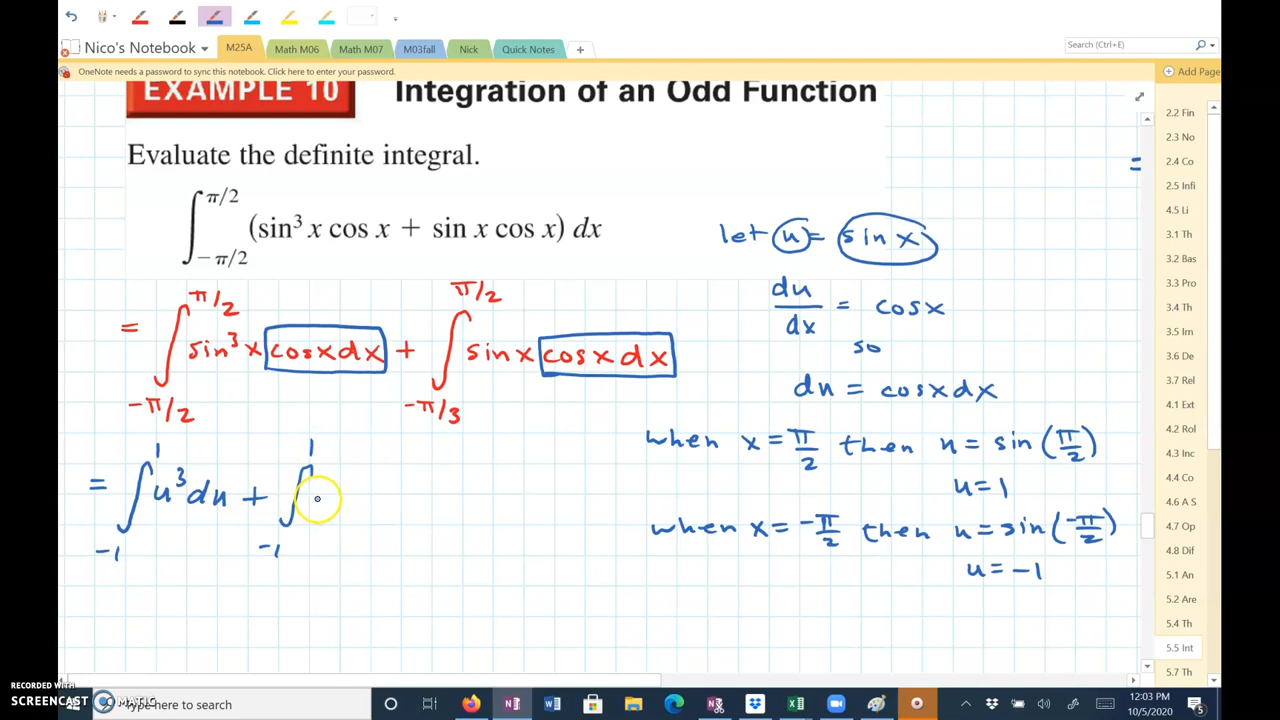 Nico's Notebook
M25A
Math M06
Math M07
M03fall
Nick
Quick Notes
Search (Ctrl+E)
OneNote needs a password to sync this notebook. Click here to enter your password.
Add Page
EXAMPLE 10 Integration of an Odd Function
Evaluate the definite integral.
∫_{-π/2}^{π/2} (sin³ x cos x + sin x cos x) dx
= ∫_{-π/2}^{π/2} sin³ x cosx dx + ∫_{-π/3}^{π/2} sinx cosx dx
= ∫_{-1}^{1} u³ du + ∫_{-1}^{1}
let u = sin x
du/dx = cosx
so
du = cosx dx
when x = π/2 then u = sin (π/2)
u = 1
when x = -π/2 then u = sin (-π/2)
u = -1
=
2.2 Fin
2.3 No
2.4 Co
2.5 Infi
4.5 Li
3.1 Th
3.2 Bas
3.3 Pro
3.4 Th
3.5 Im
3.6 De
3.7 Rel
4.1 Ext
4.2 Rol
4.3 Inc
4.4 Co
4.6 A S
4.7 Op
4.8 Dif
5.1 An
5.2 Are
5.4 Th
5.5 Int
5.7 Th
RECORDED WITH
SCREENCAST MATIC
Type here to search
12:03 PM
10/5/2020